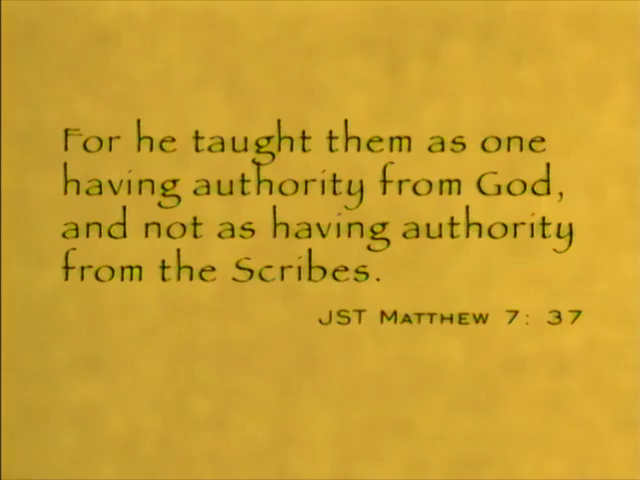 For he taught them as one
having authority from God,
and not as having authority
from the Scribes.
JST MATTHEW 7: 37